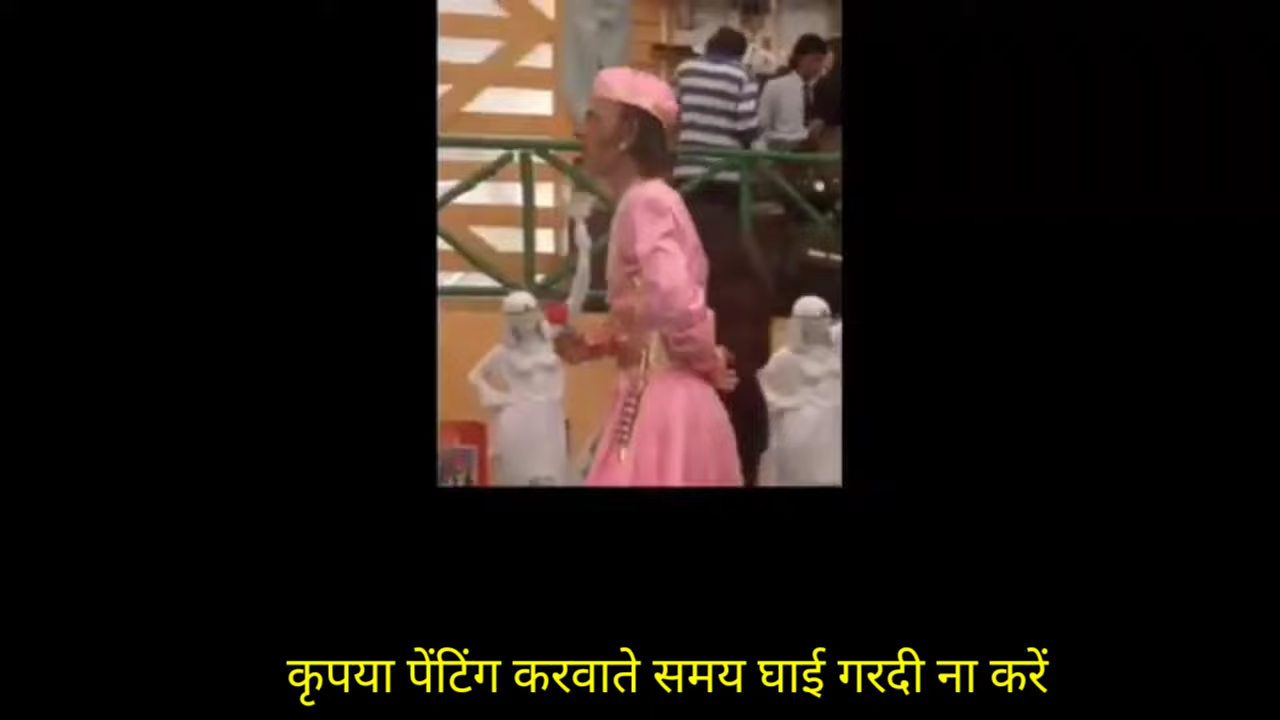 कृपया पेंटिंग करवाते समय घाई गरदी ना करें